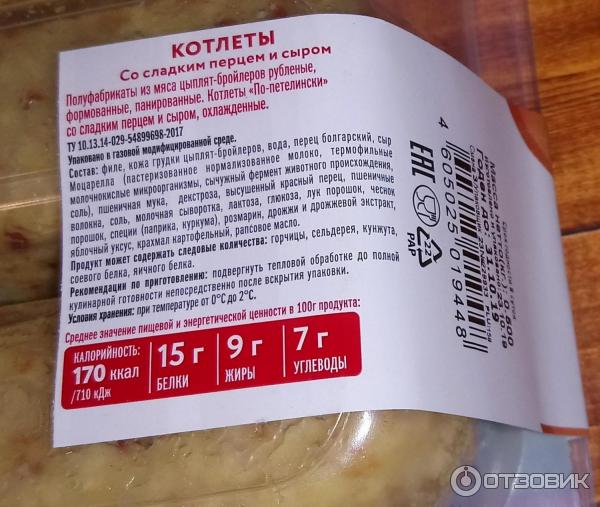 КОТЛЕТЫ
Со сладким перцем и сыром
Полуфабрикаты из мяса цыплят-бройлеров рубленые,
формованные, панированные. Котлеты «По-петелински»
со сладким перцем и сыром, охлажденные.
ТУ 10.13.14-029-54899698-2017
Упаковано в газовой модифицированной среде.
Состав: филе, кожа грудки цыплят-бройлеров, вода, перец болгарский, сыр
Моцарелла (пастеризованное нормализованное молоко, термофильные
молочнокислые микроорганизмы, сычужный фермент животного происхождения,
соль), пшеничная мука, декстроза, высушенный красный перец, пшеничные
волокна, соль, молочная сыворотка, лактоза, глюкоза, лук порошок, чеснок
порошок, специи (паприка, куркума), розмарин, дрожжи и дрожжевой экстракт,
яблочный уксус, крахмал картофельный, рапсовое масло.
Продукт может содержать следовые количества: горчицы, сельдерея, кунжута,
соевого белка, яичного белка.
Рекомендации по приготовлению: подвергнуть тепловой обработке до полной
кулинарной готовности непосредственно после вскрытия упаковки.
Условия хранения: при температуре от 0°С до 2°С.
Среднее значение пищевой и энергетической ценности в 100г продукта:
КАЛОРИЙНОСТЬ:
170 ккал
/710 кДж
15 г
БЕЛКИ
9 г
ЖИРЫ
7 г
УГЛЕВОДЫ
EAC
22
PAP
4 605025 019448
Масса нетто
500
Годен до:
ОТЗОВИК